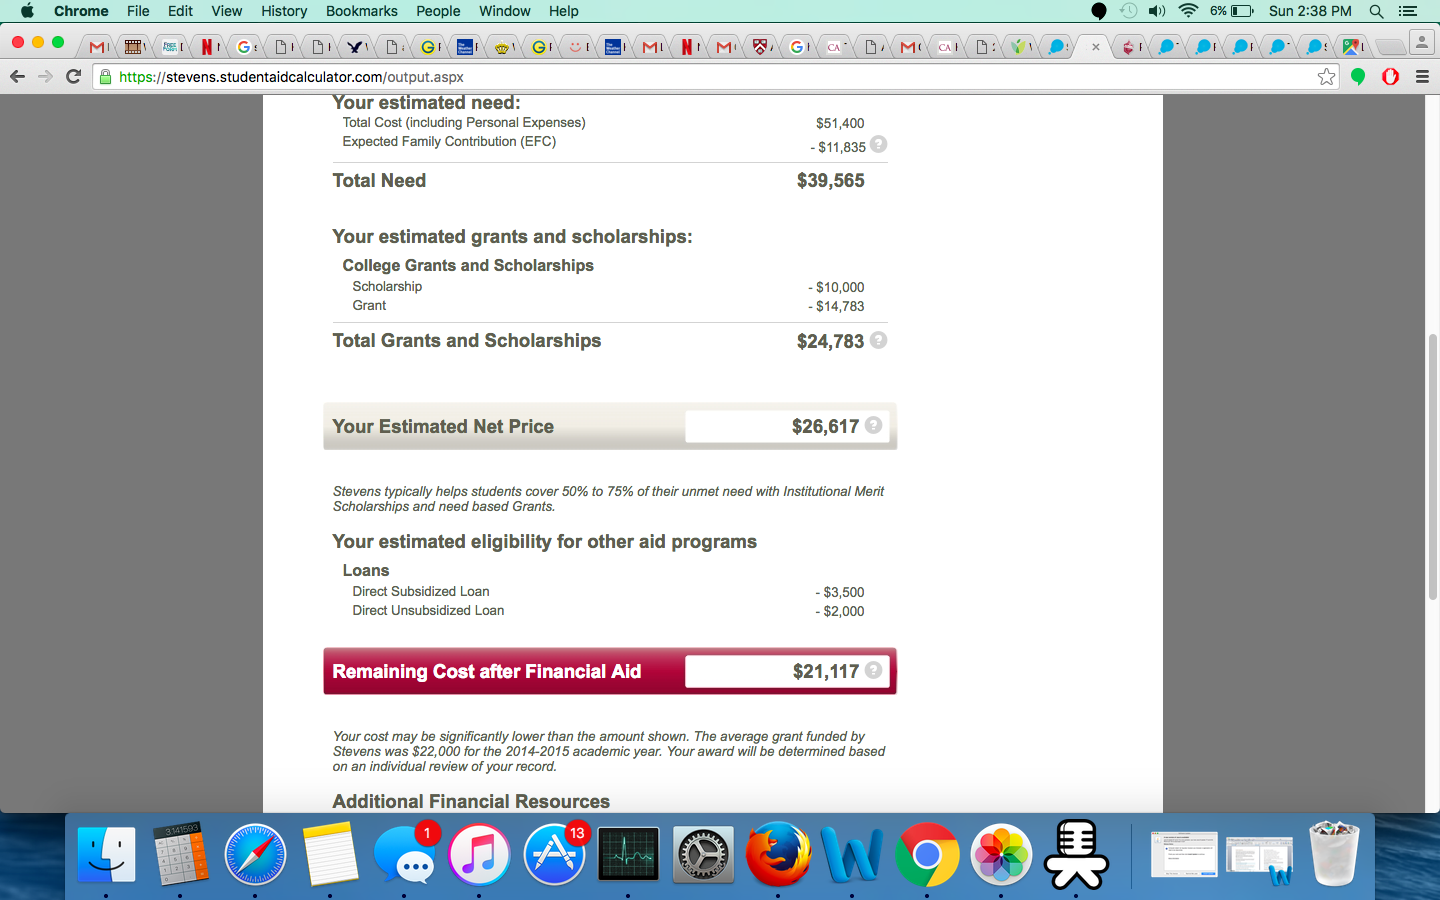 Chrome File Edit View History Bookmarks People Window Help 6% Sun 2:38 PM
https://stevens.studentaidcalculator.com/output.aspx
Your estimated need:
Total Cost (including Personal Expenses) $51,400
Expected Family Contribution (EFC) - $11,835 ?
Total Need $39,565
Your estimated grants and scholarships:
College Grants and Scholarships
Scholarship - $10,000
Grant - $14,783
Total Grants and Scholarships $24,783 ?
Your Estimated Net Price $26,617 ?
Stevens typically helps students cover 50% to 75% of their unmet need with Institutional Merit
Scholarships and need based Grants.
Your estimated eligibility for other aid programs
Loans
Direct Subsidized Loan - $3,500
Direct Unsubsidized Loan - $2,000
Remaining Cost after Financial Aid $21,117 ?
Your cost may be significantly lower than the amount shown. The average grant funded by
Stevens was $22,000 for the 2014-2015 academic year. Your award will be determined based
on an individual review of your record.
Additional Financial Resources
3.141593
1
13